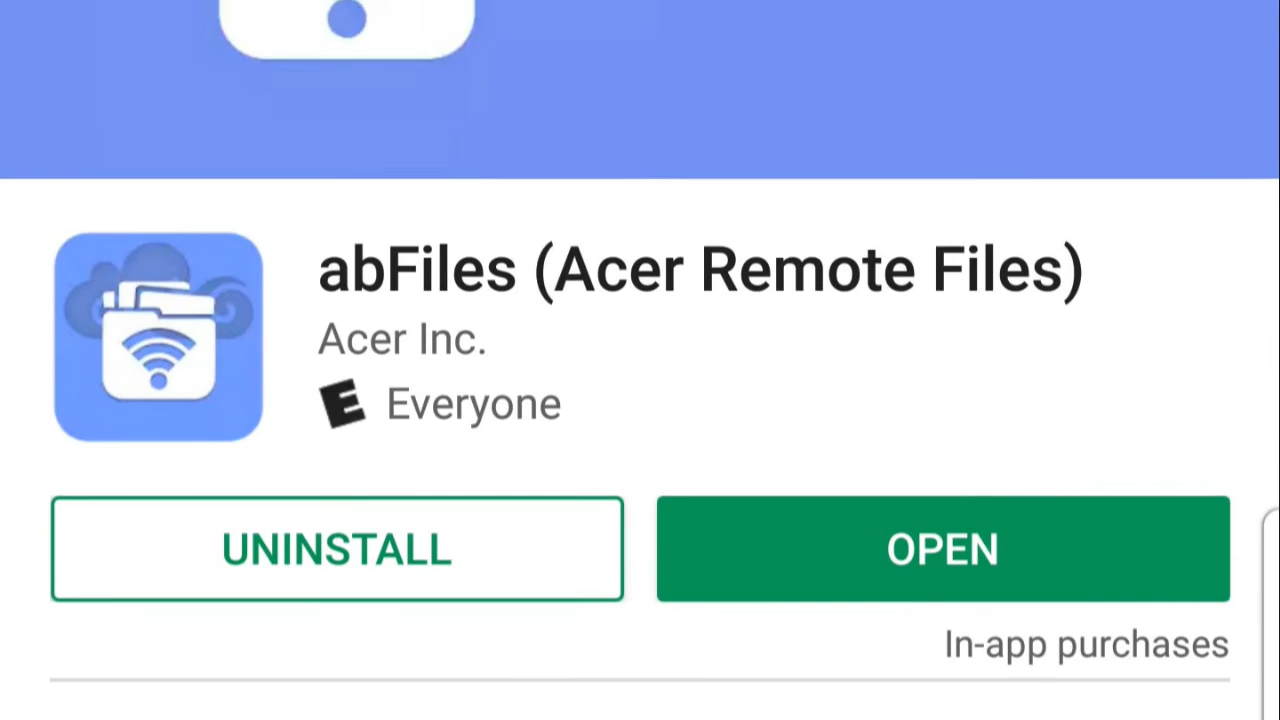 abFiles (Acer Remote Files)
Acer Inc.
E Everyone
UNINSTALL
OPEN
In-app purchases